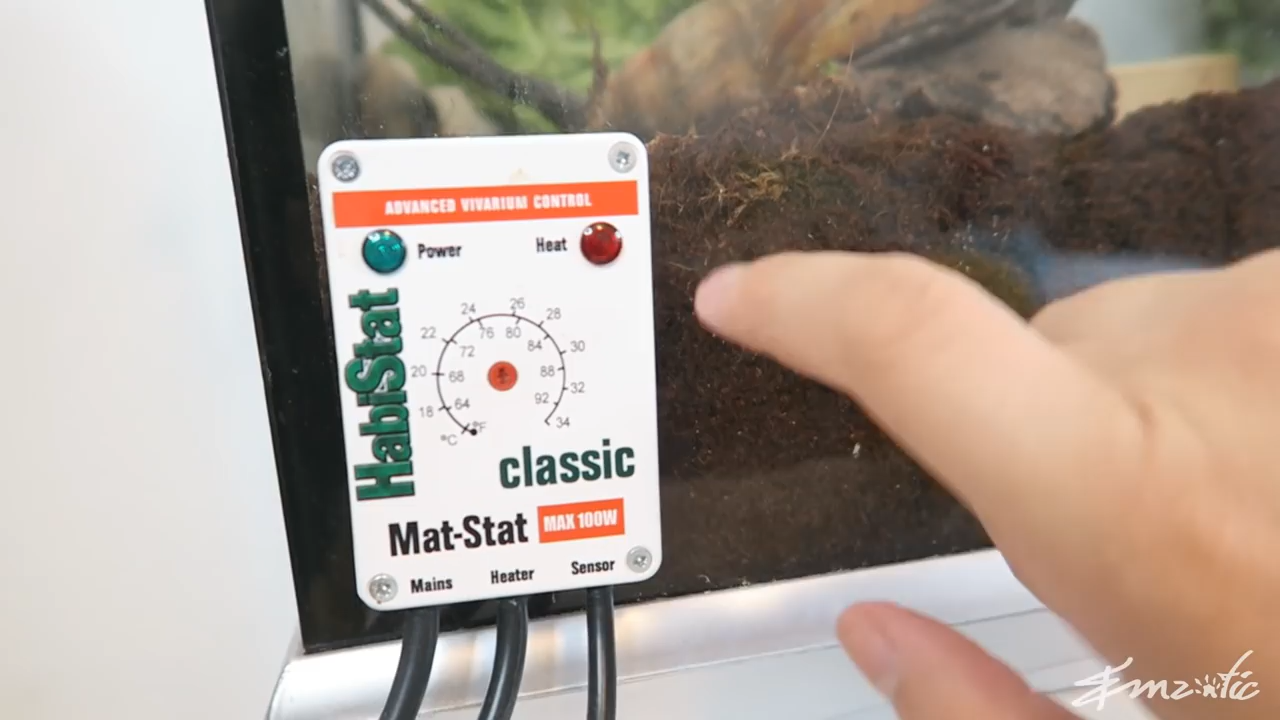 ADVANCED VIVARIUM CONTROL
Power
Heat
HabiStat
18 20 22 24 26 28 30 32 34
64 68 72 76 80 84 88 92
°C
°F
classic
Mat-Stat
MAX 100W
Mains
Heater
Sensor